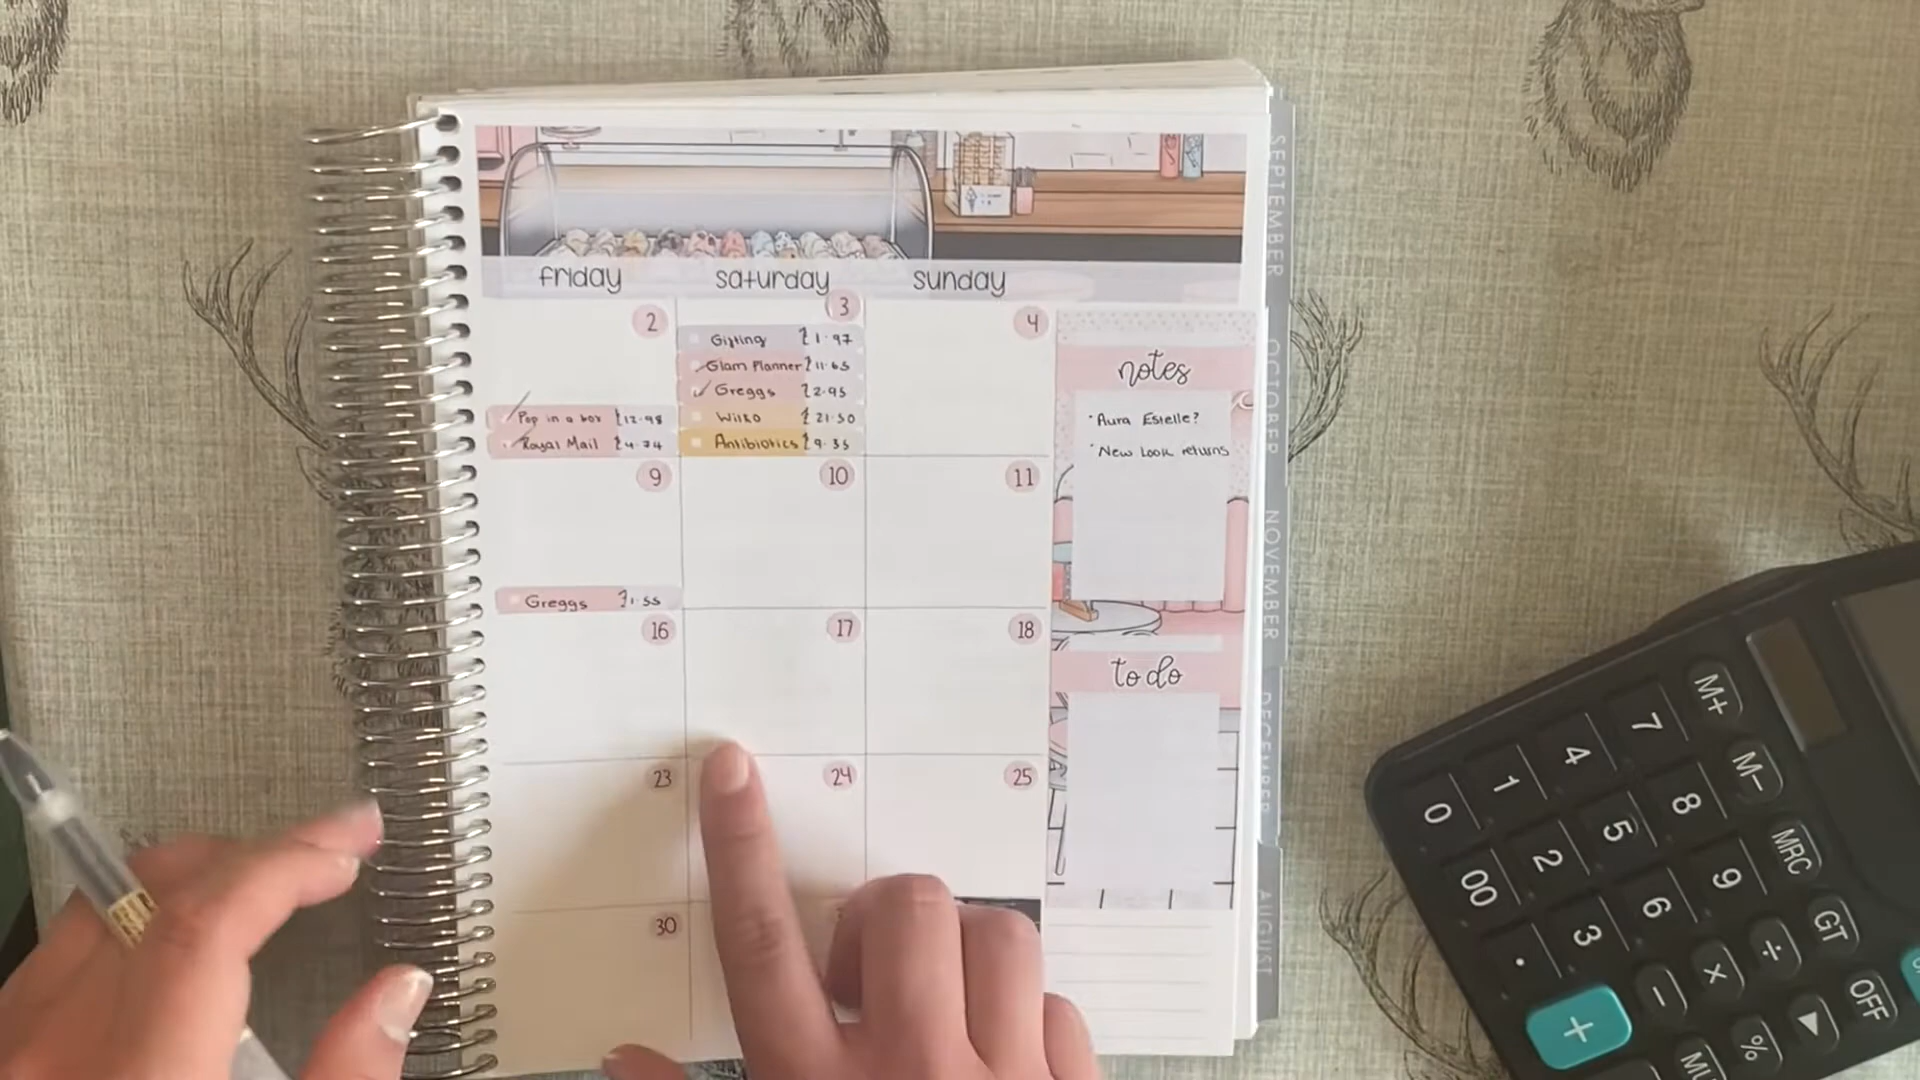 friday saturday sunday
2 3 4
Gifting £1.97
Glam Planner £11.65
Greggs £2.95
Pop in a box £12.98 Wilko £21.50
Royal Mail £4.74 Antibiotics £9.35
notes
Aura Estelle?
New Look returns
9 10 11
Greggs £1.55
16 17 18
to do
23 24 25
30
SEPTEMBER
OCTOBER
NOVEMBER
DECEMBER
AUGUST
0 1 4 7 M+
00 2 5 8 M-
. 3 6 9 MRC
+ - × ÷ GT
% ▼ OFF